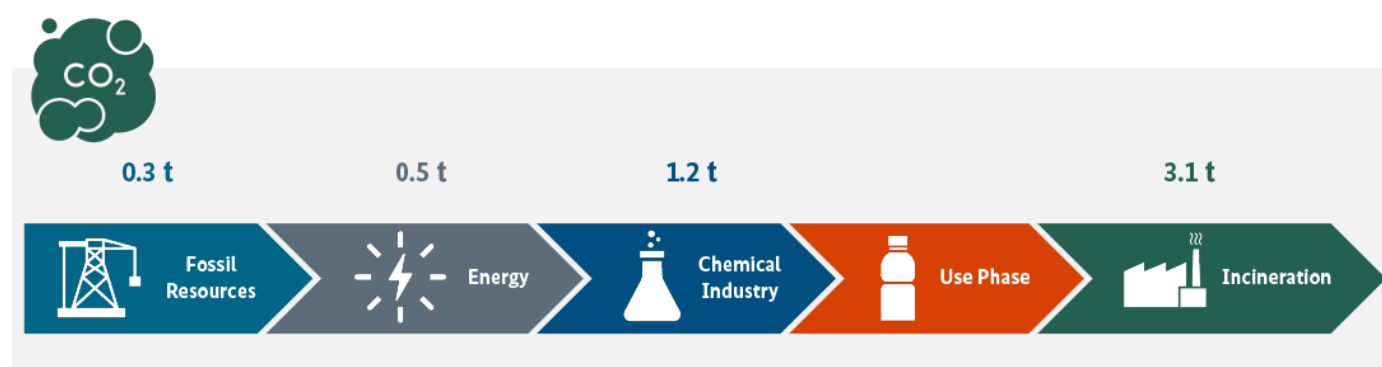 CO₂
0.3 t
0.5 t
1.2 t
3.1 t
Fossil
Resources
Energy
Chemical
Industry
Use Phase
Incineration